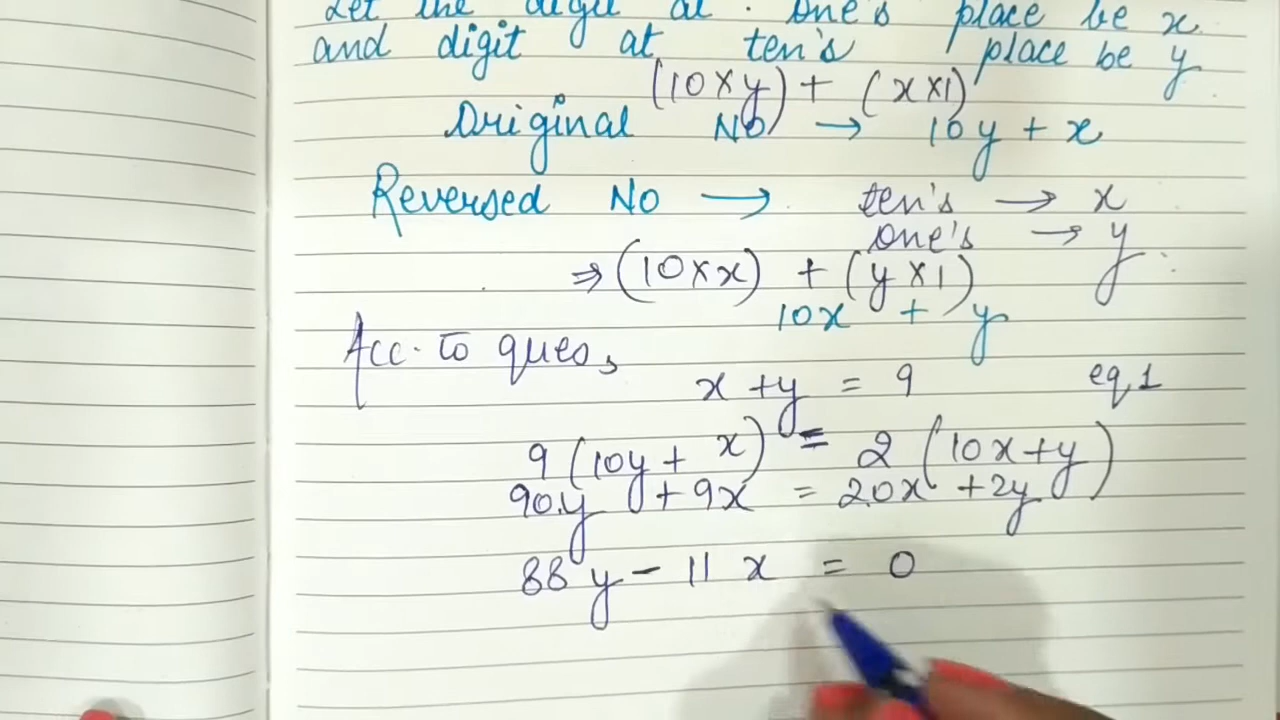 Let the digit at one's place be x
and digit at ten's place be y
(10×y) + (x×1)
Original No → 10y + x
Reversed No → ten's → x
one's → y
⇒ (10×x) + (y×1)
10x + y
Acc. to ques,
x + y = 9 eq 1
9(10y + x) = 2(10x+y)
90y + 9x = 20x + 2y
88y - 11x = 0